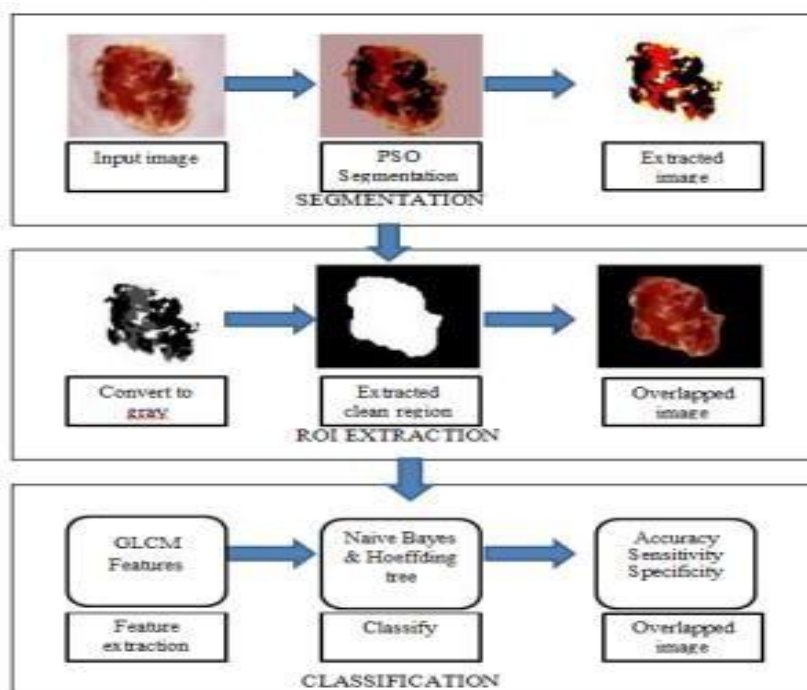 Input image
PSO
Segmentation
Extracted
image
SEGMENTATION
Convert to
gray
Extracted
clean region
Overlapped
image
ROI EXTRACTION
GLCM
Features
Naive Bayes
& Hoeffding
tree
Accuracy
Sensitivity
Specificity
Feature
extraction
Classify
Overlapped
image
CLASSIFICATION